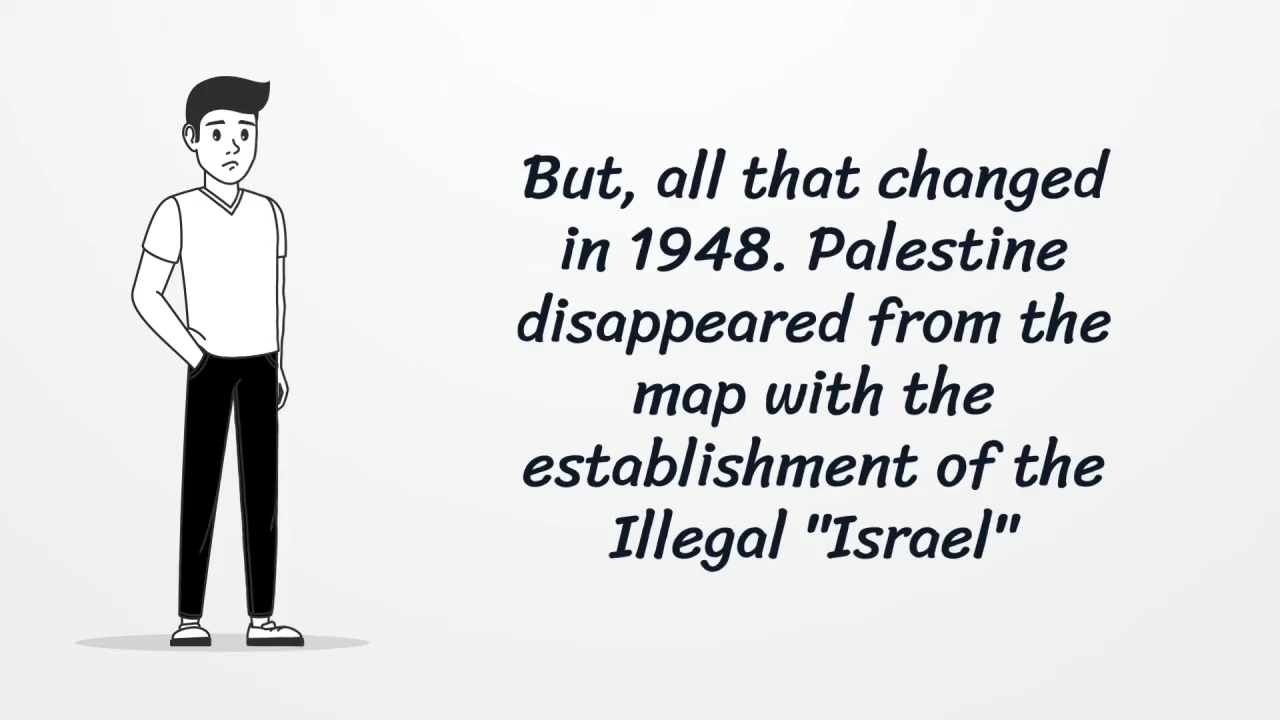 But, all that changed
in 1948. Palestine
disappeared from the
map with the
establishment of the
Illegal "Israel"